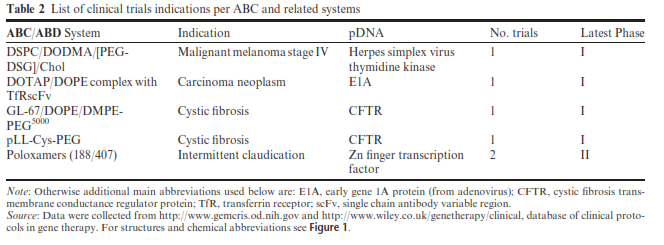 Table 2 List of clinical trials indications per ABC and related systems
ABC/ABD System Indication pDNA No. trials Latest Phase
DSPC/DODMA/[PEG- Malignant melanoma stage IV Herpes simplex virus 1 I
DSG]/Chol thymidine kinase
DOTAP/DOPE complex with Carcinoma neoplasm E1A 1 I
TfRscFv
GL-67/DOPE/DMPE- Cystic fibrosis CFTR 1 I
PEG5000
pLL-Cys-PEG Cystic fibrosis CFTR 1 I
Poloxamers (188/407) Intermittent claudication Zn finger transcription 2 II
factor
Note: Otherwise additional main abbreviations used below are: E1A, early gene 1A protein (from adenovirus); CFTR, cystic fibrosis trans-
membrane conductance regulator protein; TfR, transferrin receptor; scFv, single chain antibody variable region.
Source: Data were collected from http://www.gemcris.od.nih.gov and http://www.wiley.co.uk/genetherapy/clinical, database of clinical proto-
cols in gene therapy. For structures and chemical abbreviations see Figure 1.